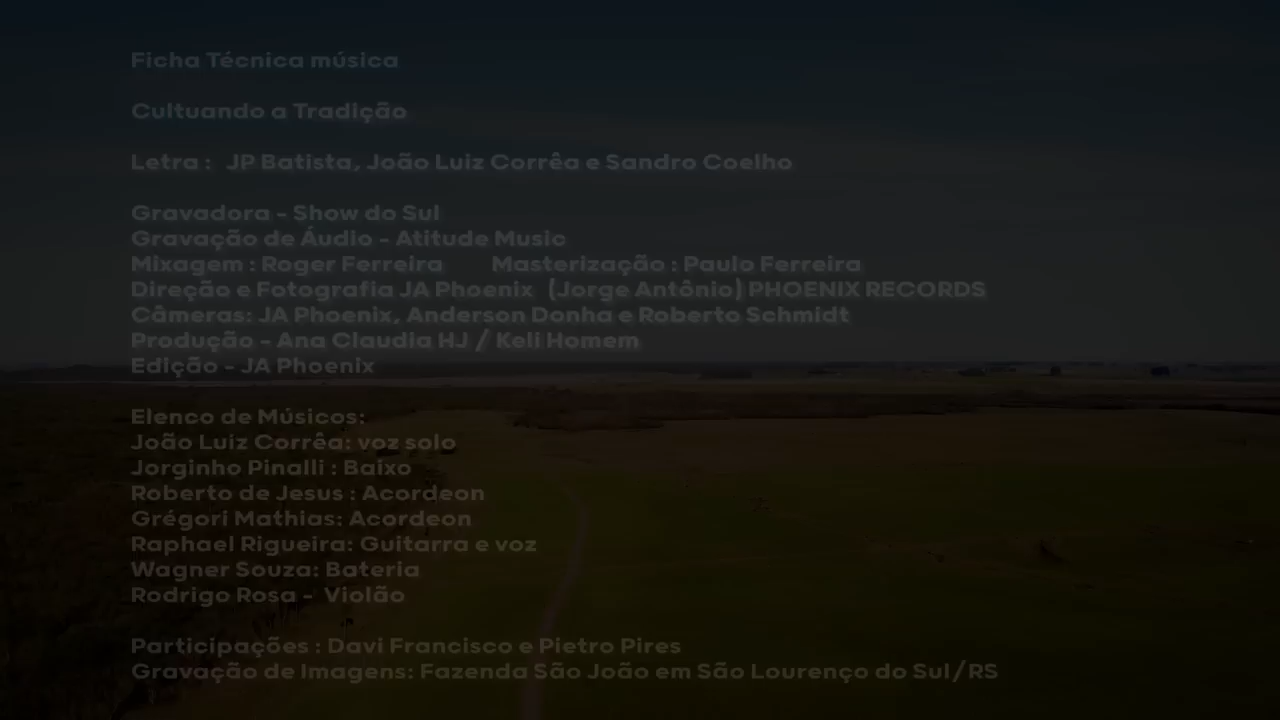 Ficha Técnica música
Cultuando a Tradição
Letra : JP Batista, João Luiz Corrêa e Sandro Coelho
Gravadora - Show do Sul
Gravação de Áudio - Atitude Music
Mixagem : Roger Ferreira Masterização : Paulo Ferreira
Direção e Fotografia JA Phoenix (Jorge Antônio) PHOENIX RECORDS
Câmeras: JA Phoenix, Anderson Donha e Roberto Schmidt
Produção - Ana Claudia HJ / Keli Homem
Edição - JA Phoenix
Elenco de Músicos:
João Luiz Corrêa: voz solo
Jorginho Pinalli : Baixo
Roberto de Jesus : Acordeon
Grégori Mathias: Acordeon
Raphael Rigueira: Guitarra e voz
Wagner Souza: Bateria
Rodrigo Rosa - Violão
Participações : Davi Francisco e Pietro Pires
Gravação de Imagens: Fazenda São João em São Lourenço do Sul/RS